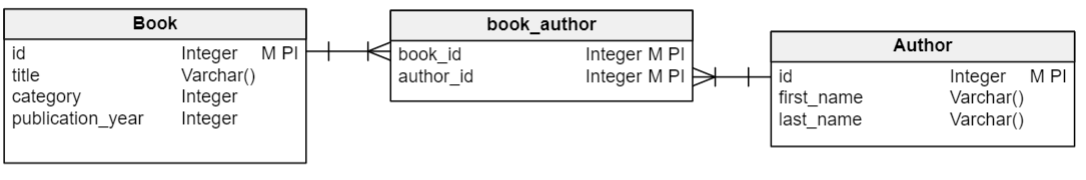 Book
id Integer M PI
title Varchar()
category Integer
publication_year Integer
book_author
book_id Integer M PI
author_id Integer M PI
Author
id Integer M PI
first_name Varchar()
last_name Varchar()